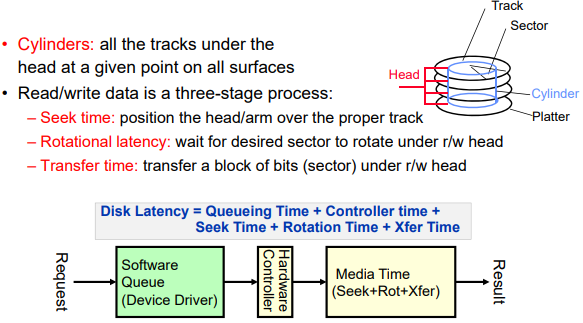 Track
Sector
• Cylinders: all the tracks under the
head at a given point on all surfaces
Head
Cylinder
Platter
• Read/write data is a three-stage process:
– Seek time: position the head/arm over the proper track
– Rotational latency: wait for desired sector to rotate under r/w head
– Transfer time: transfer a block of bits (sector) under r/w head
Disk Latency = Queueing Time + Controller time +
Seek Time + Rotation Time + Xfer Time
Request
Software
Queue
(Device Driver)
Hardware
Controller
Media Time
(Seek+Rot+Xfer)
Result